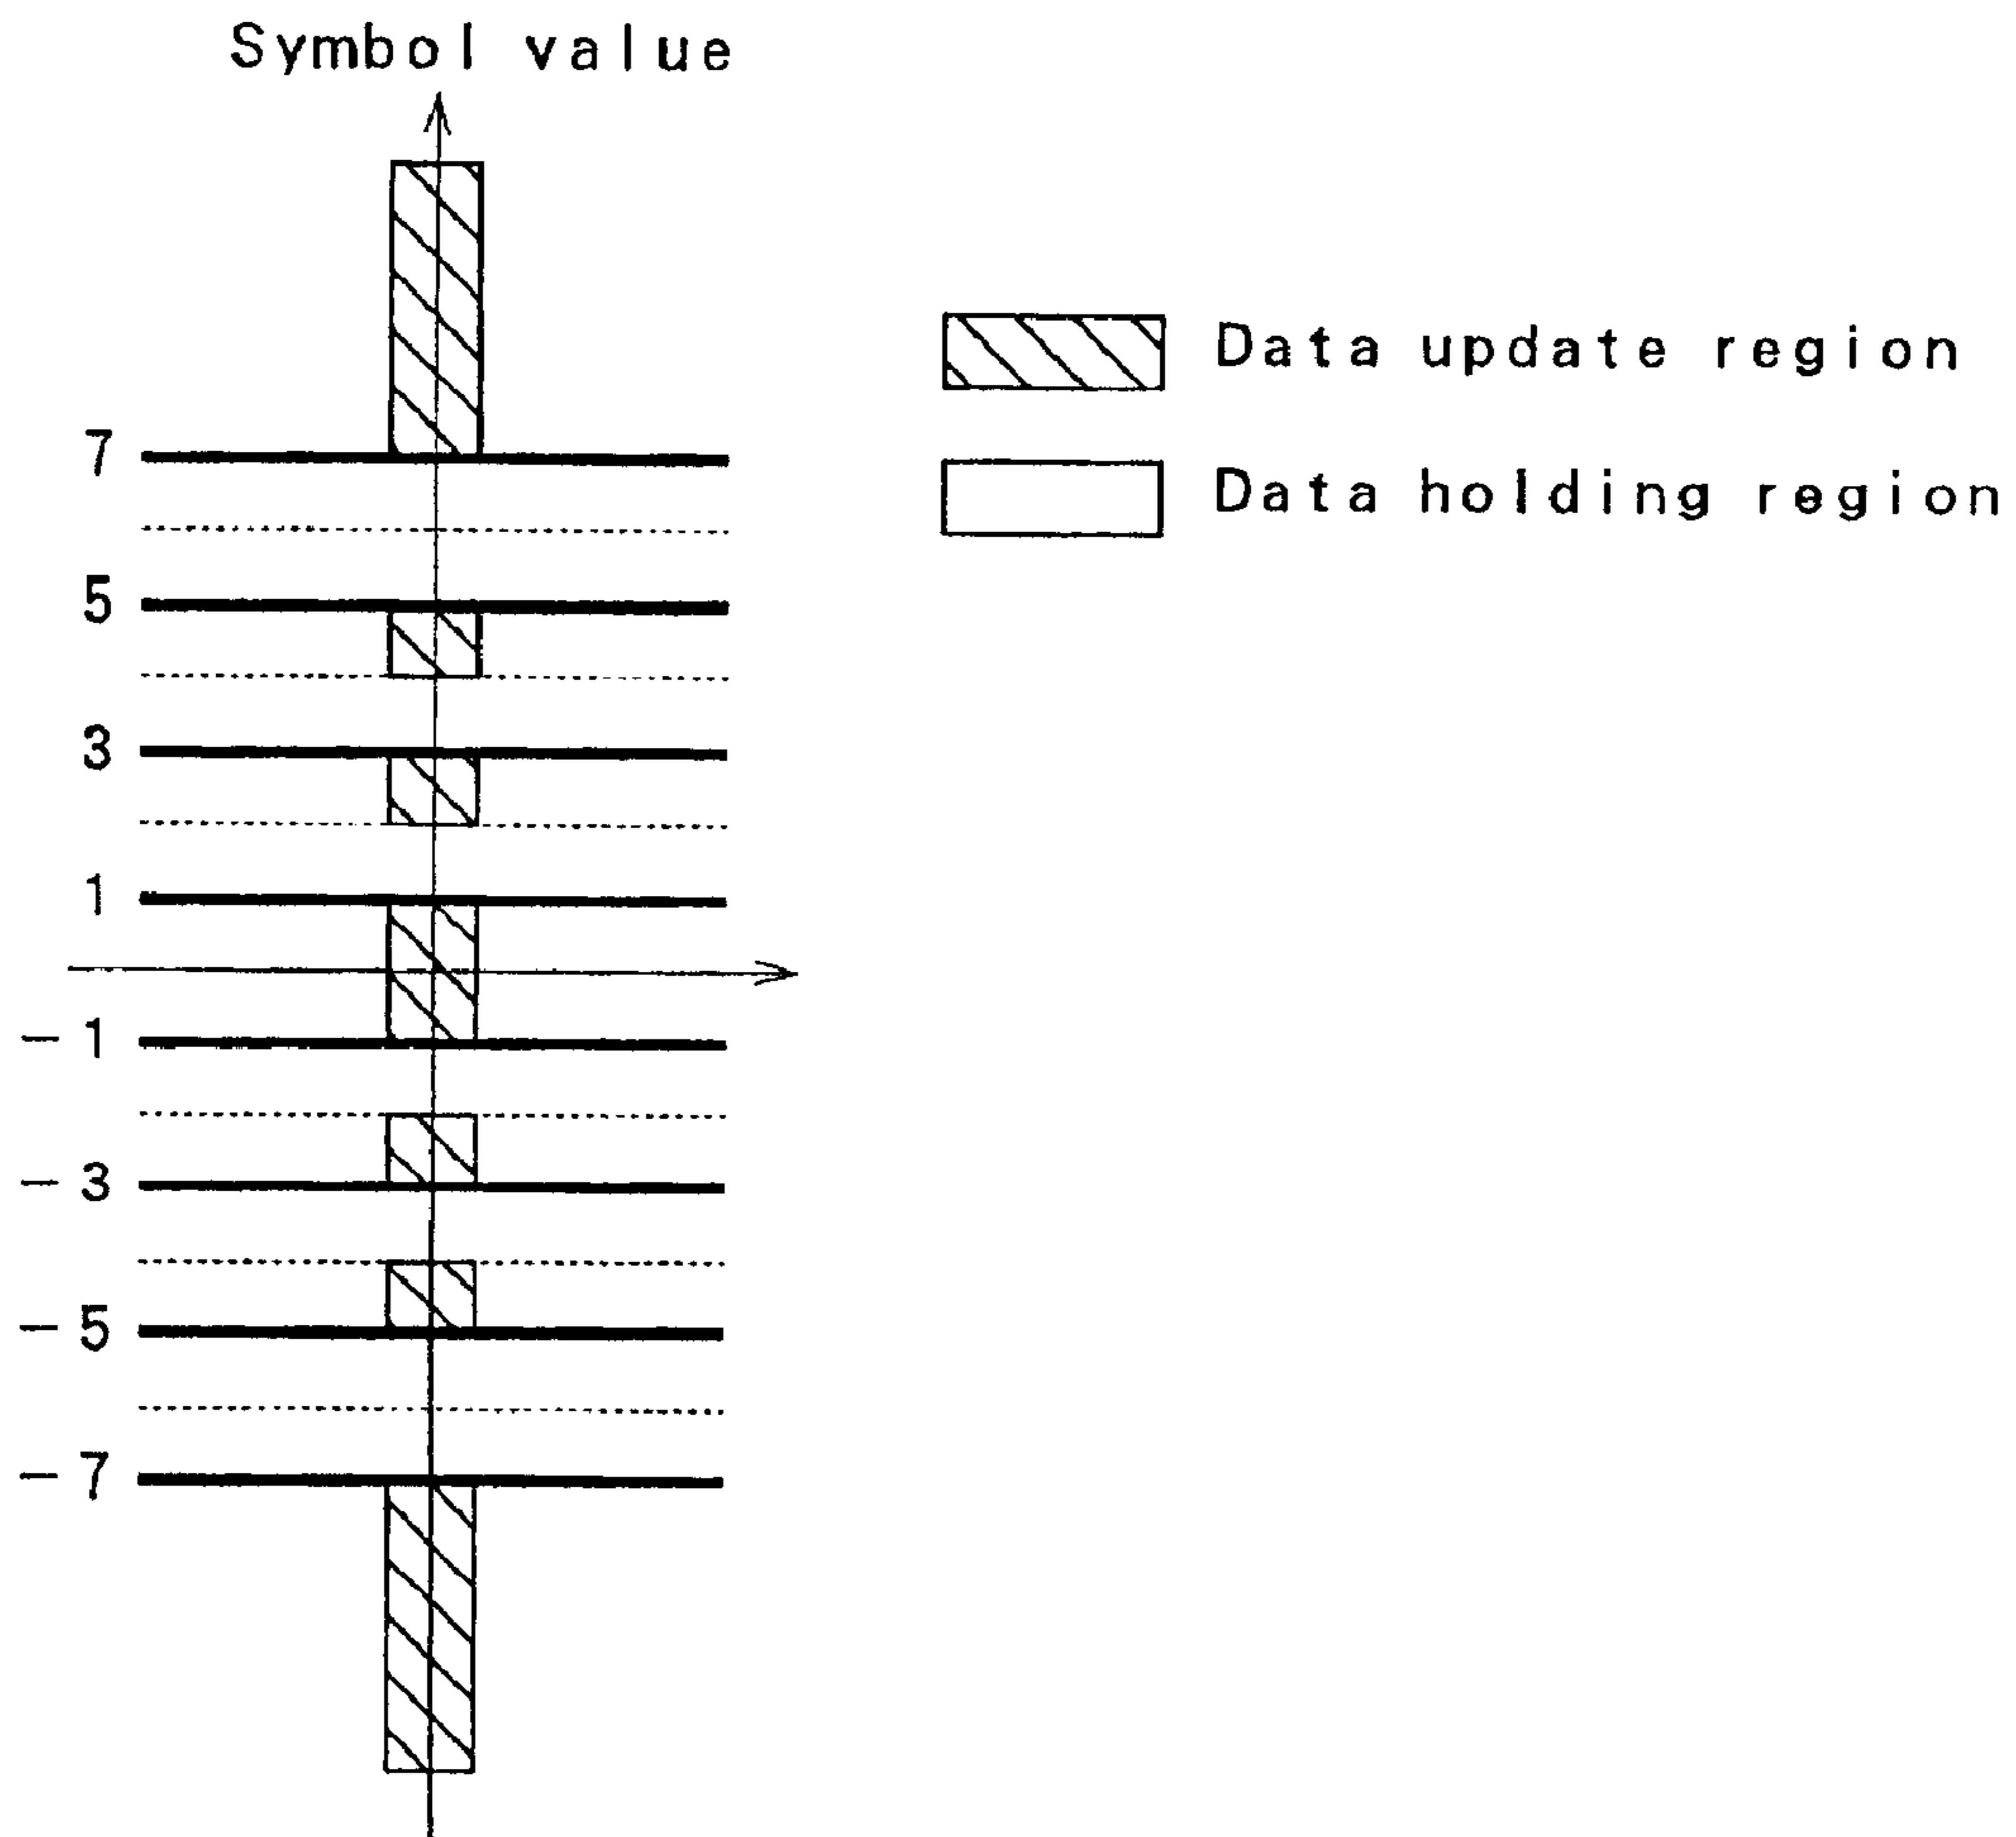 Symbol value
Data update region
Data holding region
7
5
3
1
-1
-3
-5
-7